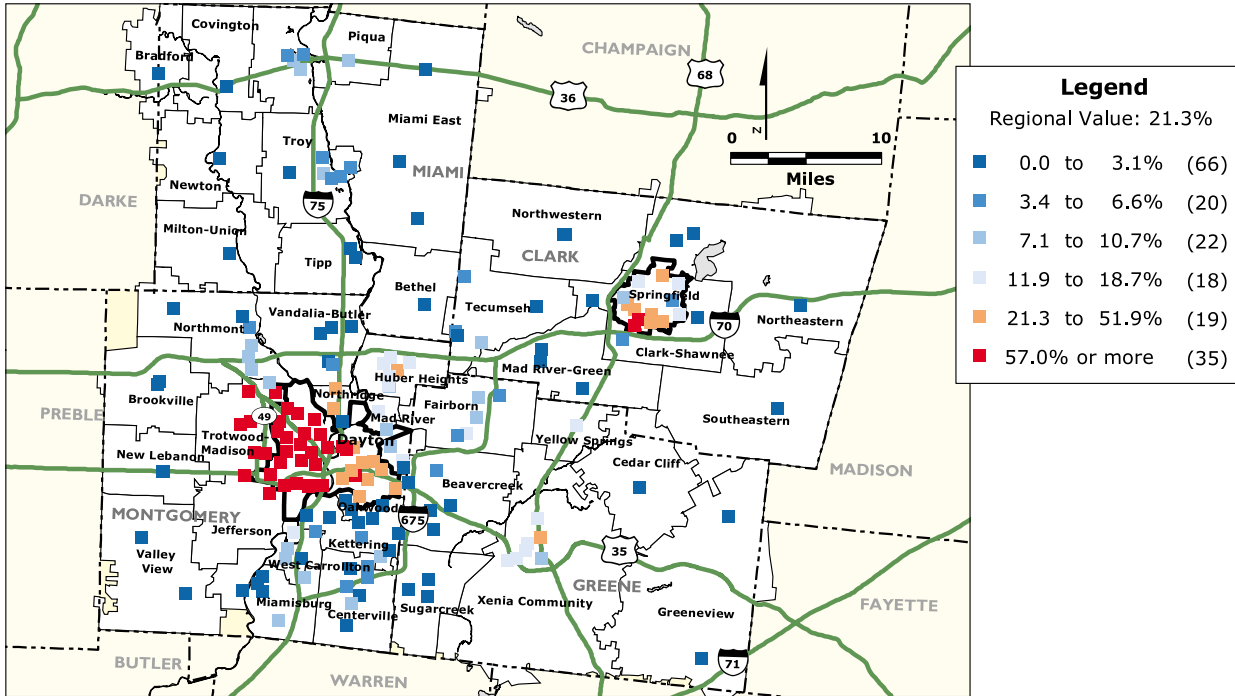 Covington
Piqua
Bradford
CHAMPAIGN
68
36
Miami East
Troy
MIAMI
N
0 10
Miles
Newton
DARKE
75
Northwestern
Milton-Union
CLARK
Tipp
Bethel
Tecumseh
Springfield
Northeastern
Northmont
Vandalia-Butler
70
Clark-Shawnee
Mad River-Green
Huber Heights
Brookville
Northridge
Fairborn
PREBLE
49
Mad River
Southeastern
Trotwood-
Madison
Dayton
Yellow Springs
New Lebanon
Cedar Cliff
MADISON
Beavercreek
MONTGOMERY
Oakwood
675
Jefferson
Kettering
35
Valley
View
West Carrollton
GREENE
Miamisburg
Centerville
Sugarcreek
Xenia Community
Greeneview
FAYETTE
BUTLER
WARREN
71
Legend
Regional Value: 21.3%
0.0 to 3.1% (66)
3.4 to 6.6% (20)
7.1 to 10.7% (22)
11.9 to 18.7% (18)
21.3 to 51.9% (19)
57.0% or more (35)